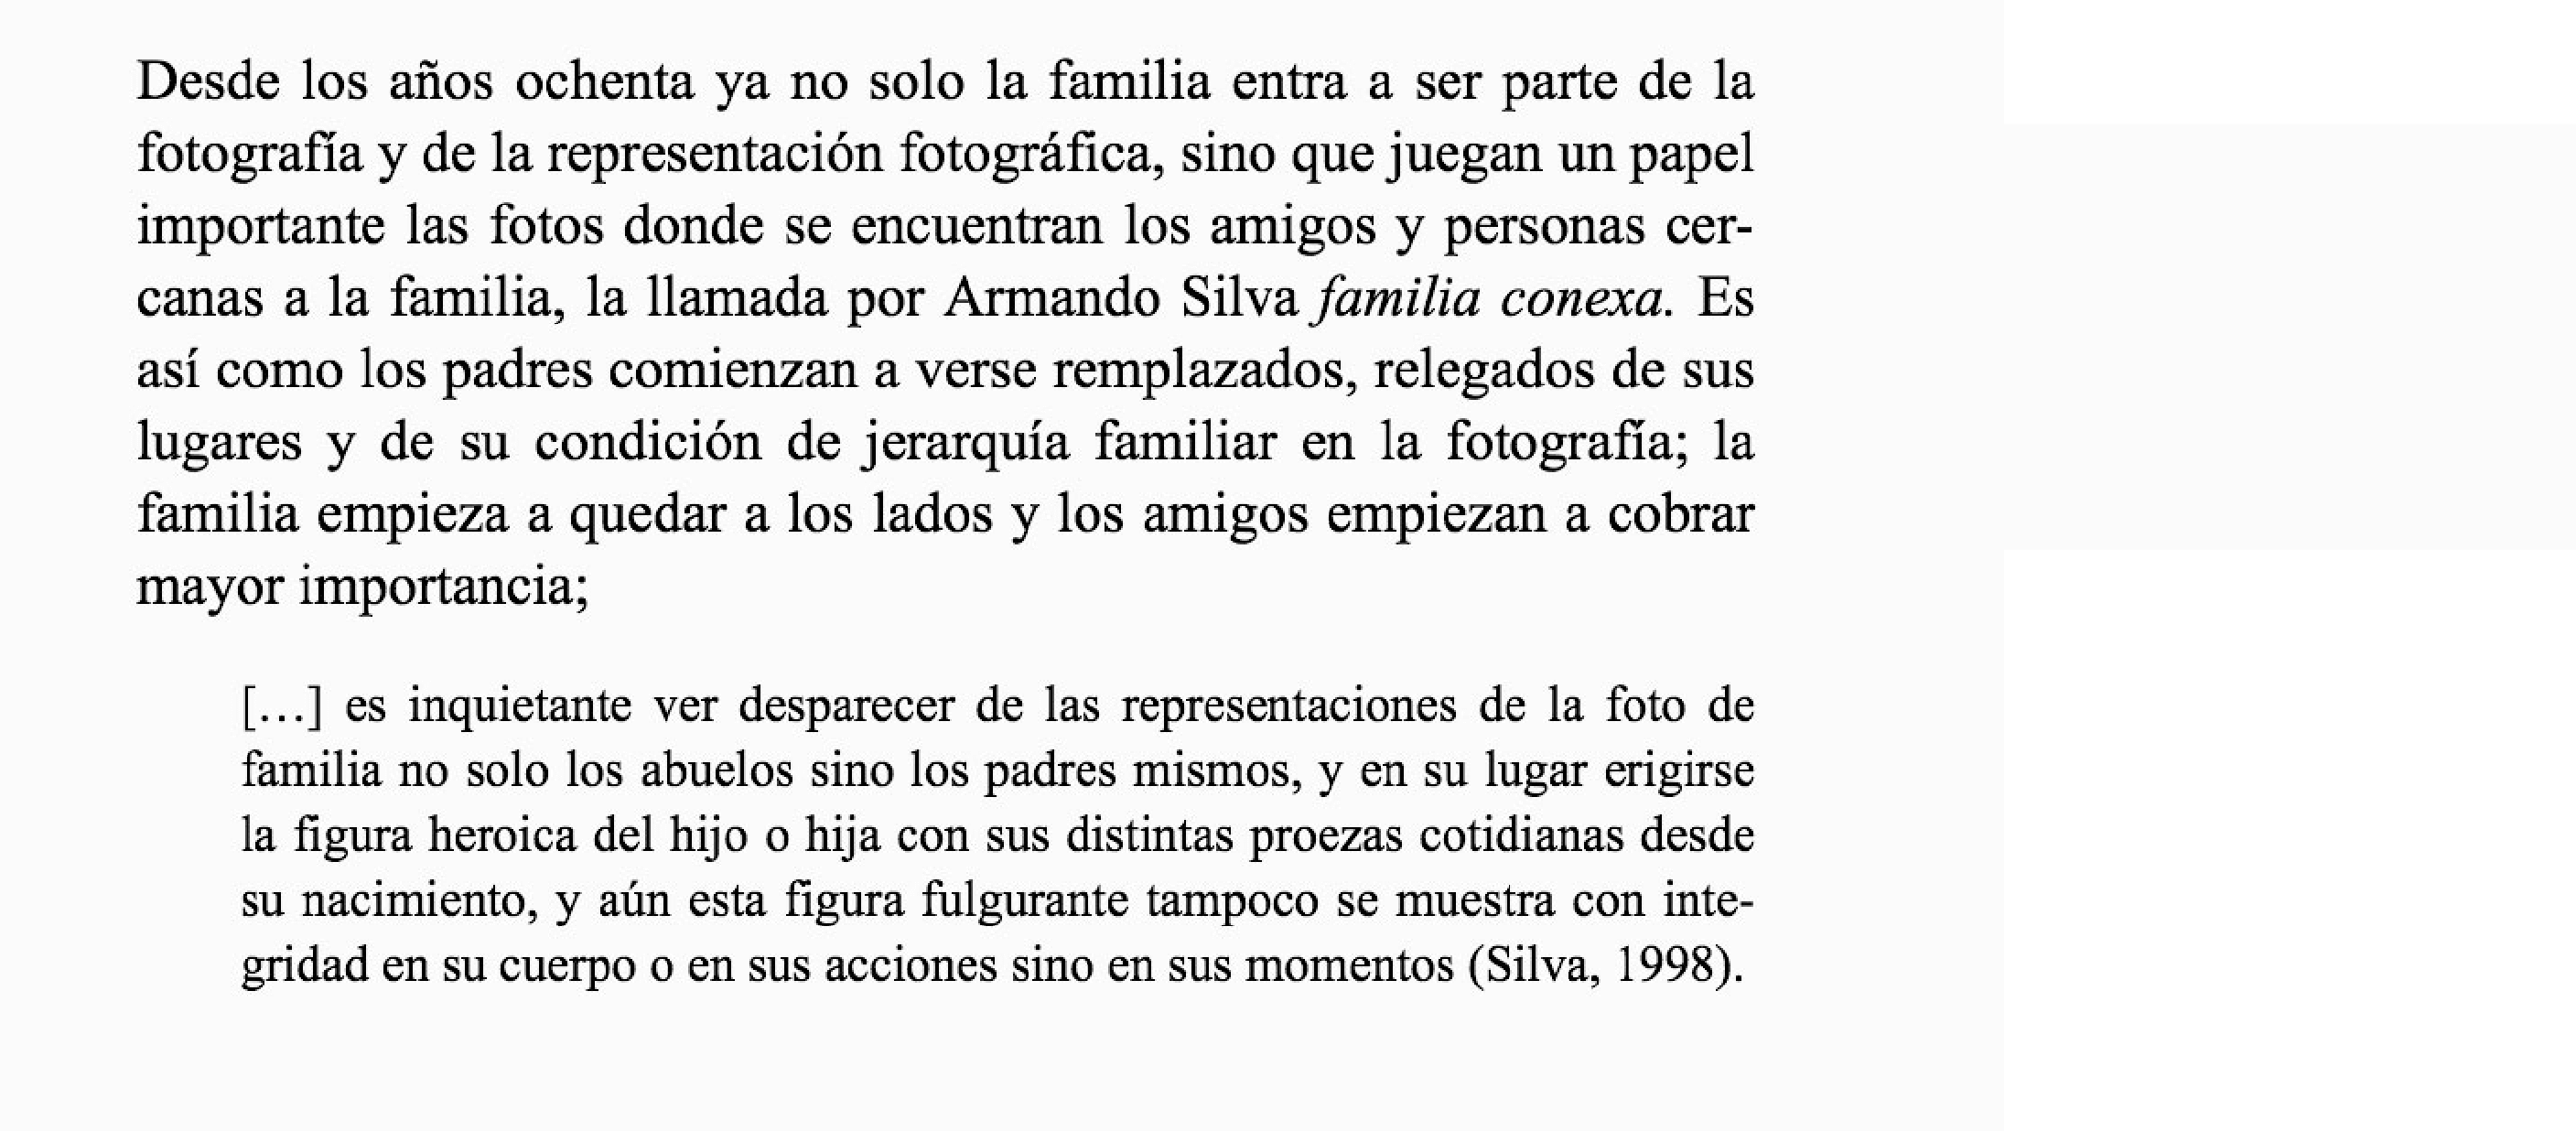 Desde los años ochenta ya no solo la familia entra a ser parte de la
fotografía y de la representación fotográfica, sino que juegan un papel
importante las fotos donde se encuentran los amigos y personas cer-
canas a la familia, la llamada por Armando Silva familia conexa. Es
así como los padres comienzan a verse remplazados, relegados de sus
lugares y de su condición de jerarquía familiar en la fotografía; la
familia empieza a quedar a los lados y los amigos empiezan a cobrar
mayor importancia;
[...] es inquietante ver desparecer de las representaciones de la foto de
familia no solo los abuelos sino los padres mismos, y en su lugar erigirse
la figura heroica del hijo o hija con sus distintas proezas cotidianas desde
su nacimiento, y aún esta figura fulgurante tampoco se muestra con inte-
gridad en su cuerpo o en sus acciones sino en sus momentos (Silva, 1998).